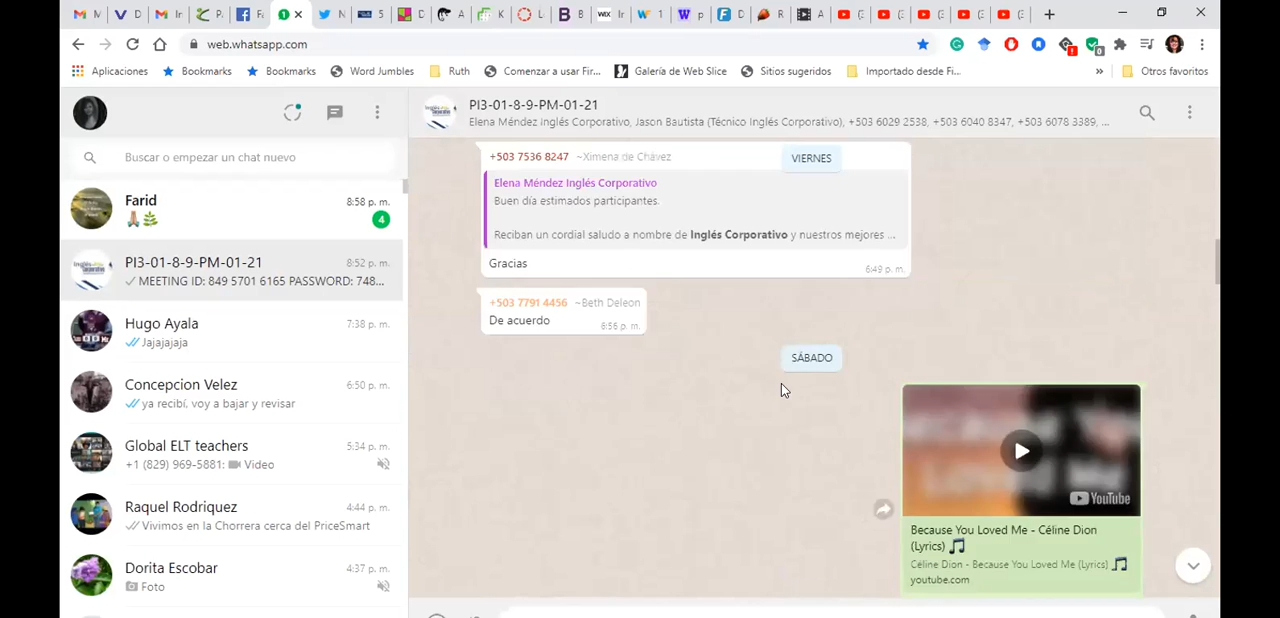 web.whatsapp.com
Aplicaciones Bookmarks Bookmarks Word Jumbles Ruth Comenzar a usar Fir... Galería de Web Slice Sitios sugeridos Importado desde Fi... » Otros favoritos
Buscar o empezar un chat nuevo
Farid 8:58 p. m.
4
PI3-01-8-9-PM-01-21 8:52 p. m.
MEETING ID: 849 5701 6165 PASSWORD: 748...
Hugo Ayala 7:38 p. m.
Jajajajaja
Concepcion Velez 6:50 p. m.
ya recibí, voy a bajar y revisar
Global ELT teachers 5:34 p. m.
+1 (829) 969-5881: Video
Raquel Rodriquez 4:44 p. m.
Vivimos en la Chorrera cerca del PriceSmart
Dorita Escobar 4:37 p. m.
Foto
PI3-01-8-9-PM-01-21
Elena Méndez Inglés Corporativo, Jason Bautista (Técnico Inglés Corporativo), +503 6029 2538, +503 6040 8347, +503 6078 3389, ...
+503 7536 8247 ~Ximena de Chávez
VIERNES
Elena Méndez Inglés Corporativo
Buen día estimados participantes.
Reciban un cordial saludo a nombre de Inglés Corporativo y nuestros mejores ...
Gracias
6:49 p. m.
+503 7791 4456 ~Beth Deleon
De acuerdo 6:56 p. m.
SÁBADO
YouTube
Because You Loved Me - Céline Dion
(Lyrics) 🎵
Céline Dion - Because You Loved Me (Lyrics) 🎵
youtube.com